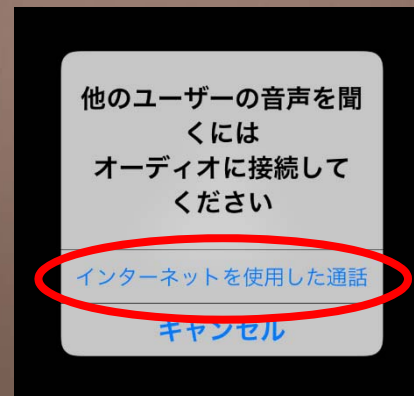 他のユーザーの音声を聞
くには
オーディオに接続して
ください
インターネットを使用した通話
キャンセル